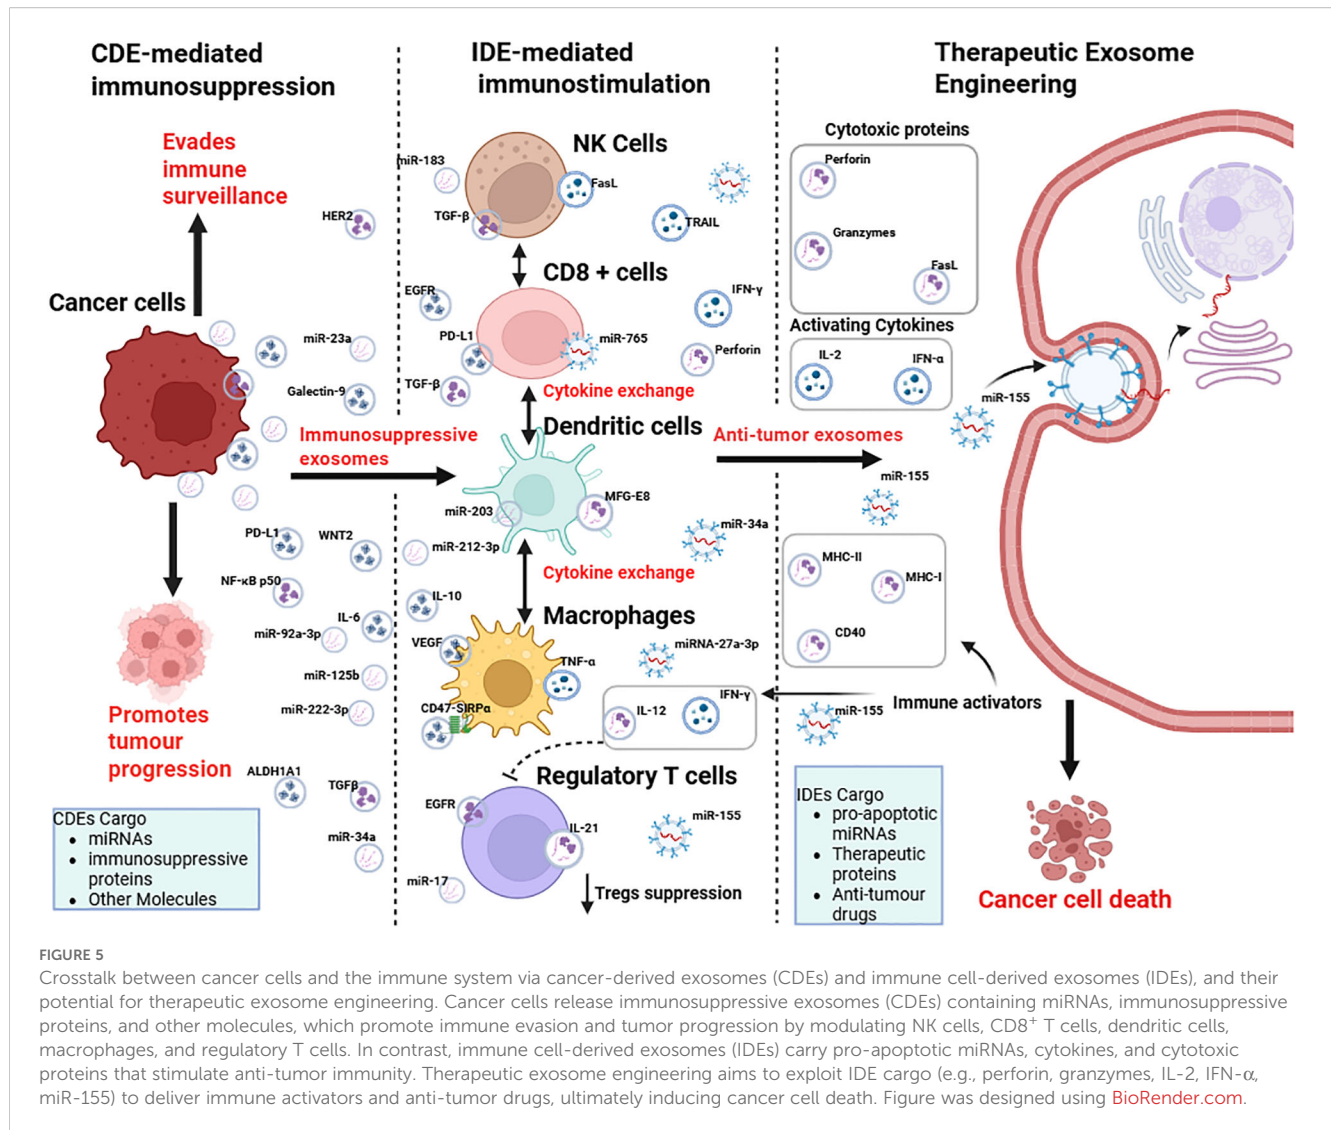 CDE-mediated
immunosuppression
Evades
immune
surveillance
HER2
Cancer cells
miR-23a
Galectin-9
Immunosuppressive
exosomes
PD-L1
WNT2
NF-κB p50
IL-6
miR-92a-3p
miR-125b
miR-222-3p
Promotes
tumour
progression
ALDH1A1
TGFβ
miR-34a
CDEs Cargo
• miRNAs
• immunosuppressive
proteins
• Other Molecules
IDE-mediated
immunostimulation
NK Cells
miR-183
FasL
TGF-β
TRAIL
CD8 + cells
EGFR
IFN-γ
PD-L1
miR-765
Perforin
TGF-β
Cytokine exchange
Dendritic cells
miR-203
MFG-E8
miR-212-3p
miR-34a
Cytokine exchange
IL-10
Macrophages
VEGF
TNF-α
miRNA-27a-3p
CD47-SIRPα
IL-12
IFN-γ
Regulatory T cells
EGFR
IL-21
miR-155
miR-17
Tregs suppression
Therapeutic Exosome
Engineering
Cytotoxic proteins
Perforin
Granzymes
FasL
Activating Cytokines
IL-2
IFN-α
miR-155
Anti-tumor exosomes
miR-155
MHC-II
MHC-I
CD40
Immune activators
miR-155
IDEs Cargo
• pro-apoptotic
miRNAs
• Therapeutic
proteins
• Anti-tumour
drugs
Cancer cell death
FIGURE 5
Crosstalk between cancer cells and the immune system via cancer-derived exosomes (CDEs) and immune cell-derived exosomes (IDEs), and their
potential for therapeutic exosome engineering. Cancer cells release immunosuppressive exosomes (CDEs) containing miRNAs, immunosuppressive
proteins, and other molecules, which promote immune evasion and tumor progression by modulating NK cells, CD8⁺ T cells, dendritic cells,
macrophages, and regulatory T cells. In contrast, immune cell-derived exosomes (IDEs) carry pro-apoptotic miRNAs, cytokines, and cytotoxic
proteins that stimulate anti-tumor immunity. Therapeutic exosome engineering aims to exploit IDE cargo (e.g., perforin, granzymes, IL-2, IFN-α,
miR-155) to deliver immune activators and anti-tumor drugs, ultimately inducing cancer cell death. Figure was designed using BioRender.com.